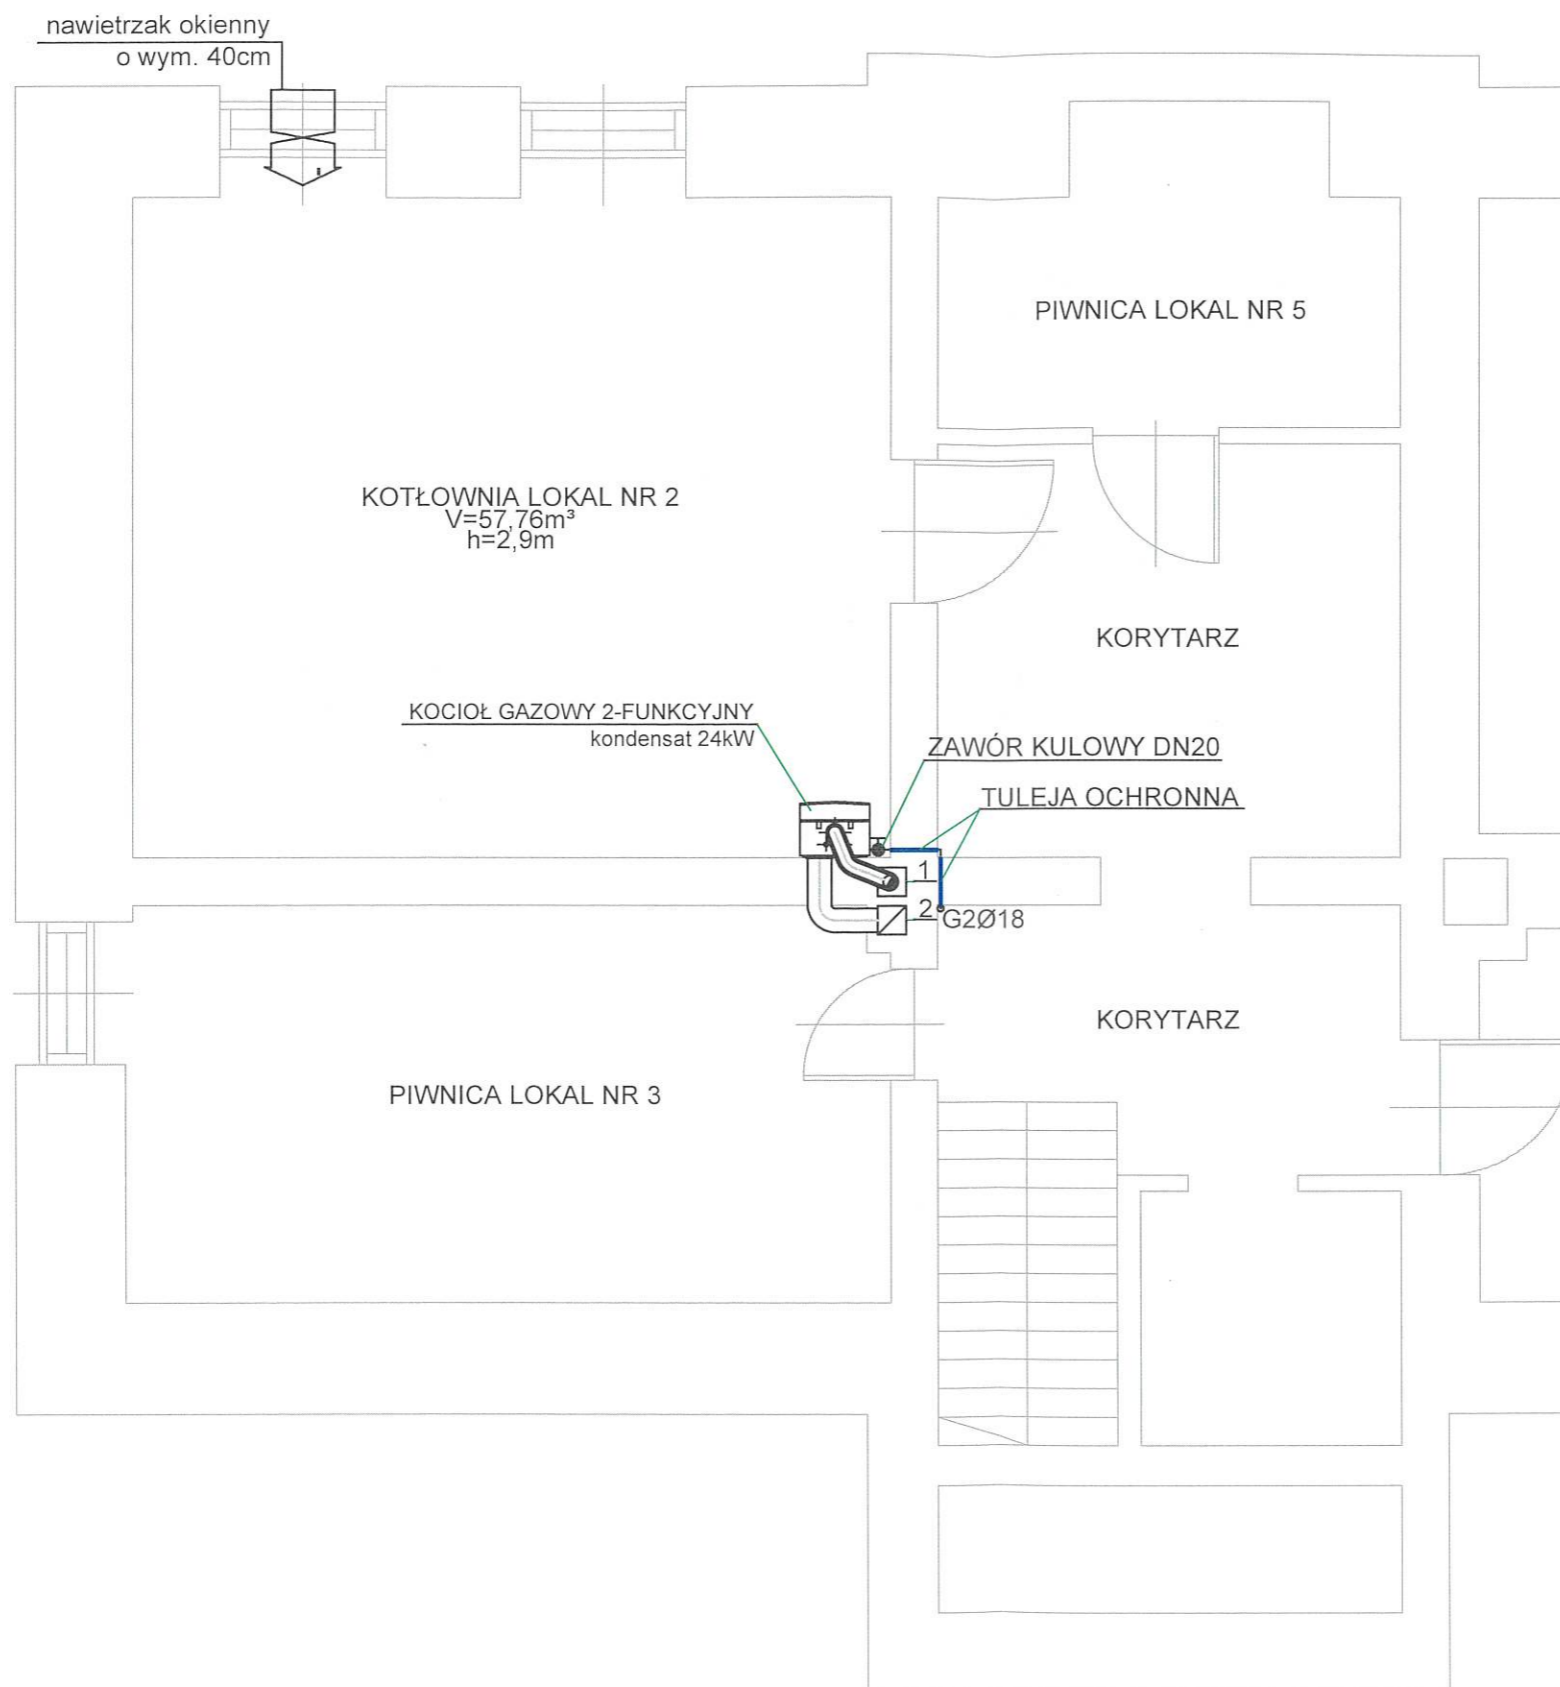 nawietrzak okienny
o wym. 40cm
PIWNICA LOKAL NR 5
KOTŁOWNIA LOKAL NR 2
V=57,76m³
h=2,9m
KORYTARZ
KOCIOŁ GAZOWY 2-FUNKCYJNY
kondensat 24kW
ZAWÓR KULOWY DN20
TULEJA OCHRONNA
1
2
G2Ø18
KORYTARZ
PIWNICA LOKAL NR 3